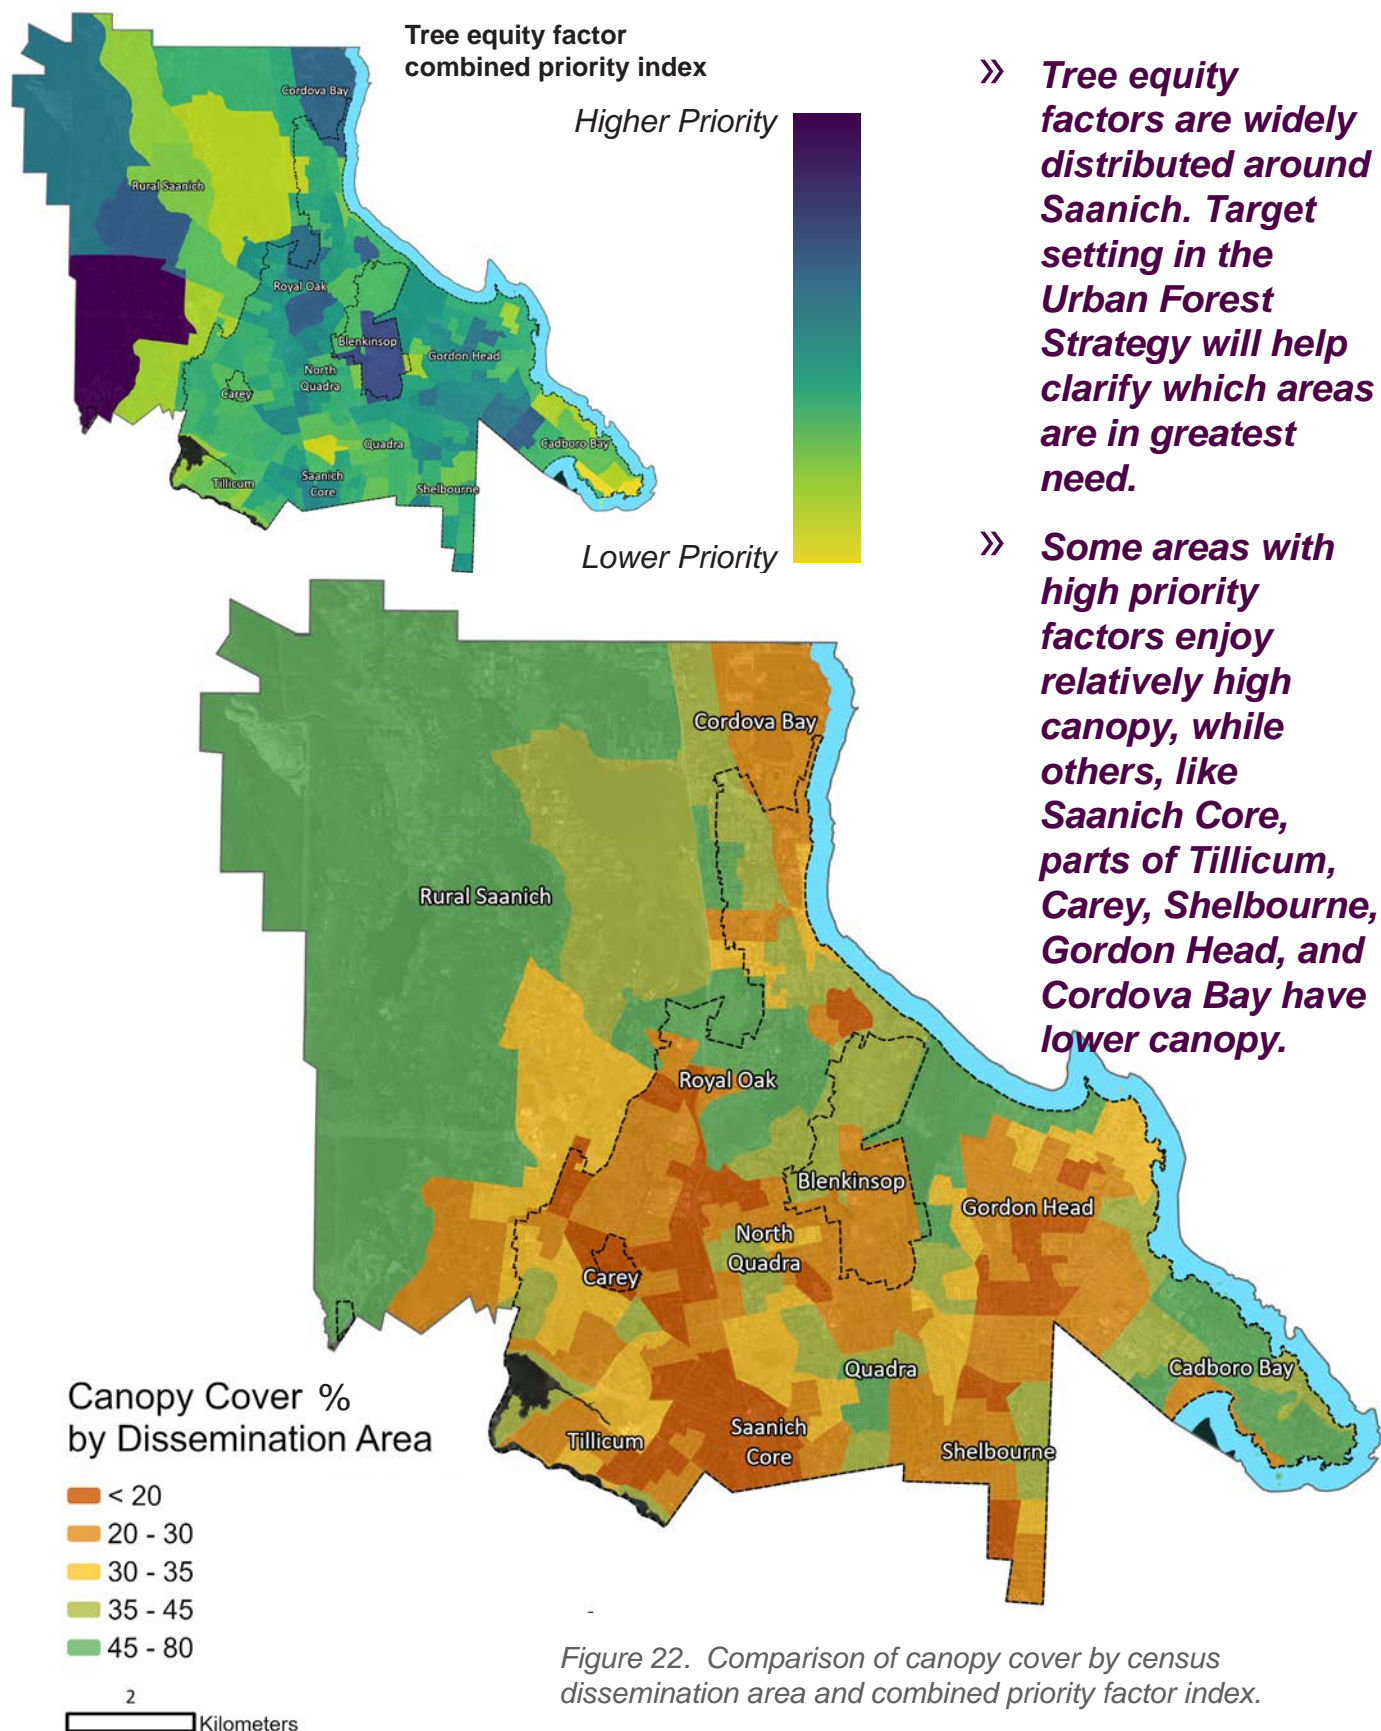 Tree equity factor
combined priority index
Higher Priority
Lower Priority
Cordova Bay
Rural Saanich
Royal Oak
Blenkinsop
Gordon Head
North
Quadra
Carey
Quadra
Cadboro Bay
Tillicum
Saanich
Core
Shelbourne
» Tree equity
factors are widely
distributed around
Saanich. Target
setting in the
Urban Forest
Strategy will help
clarify which areas
are in greatest
need.
» Some areas with
high priority
factors enjoy
relatively high
canopy, while
others, like
Saanich Core,
parts of Tillicum,
Carey, Shelbourne,
Gordon Head, and
Cordova Bay have
lower canopy.
Cordova Bay
Rural Saanich
Royal Oak
Blenkinsop
Gordon Head
North
Quadra
Carey
Quadra
Cadboro Bay
Tillicum
Saanich
Core
Shelbourne
Canopy Cover %
by Dissemination Area
< 20
20 - 30
30 - 35
35 - 45
45 - 80
2
Kilometers
-
Figure 22. Comparison of canopy cover by census
dissemination area and combined priority factor index.